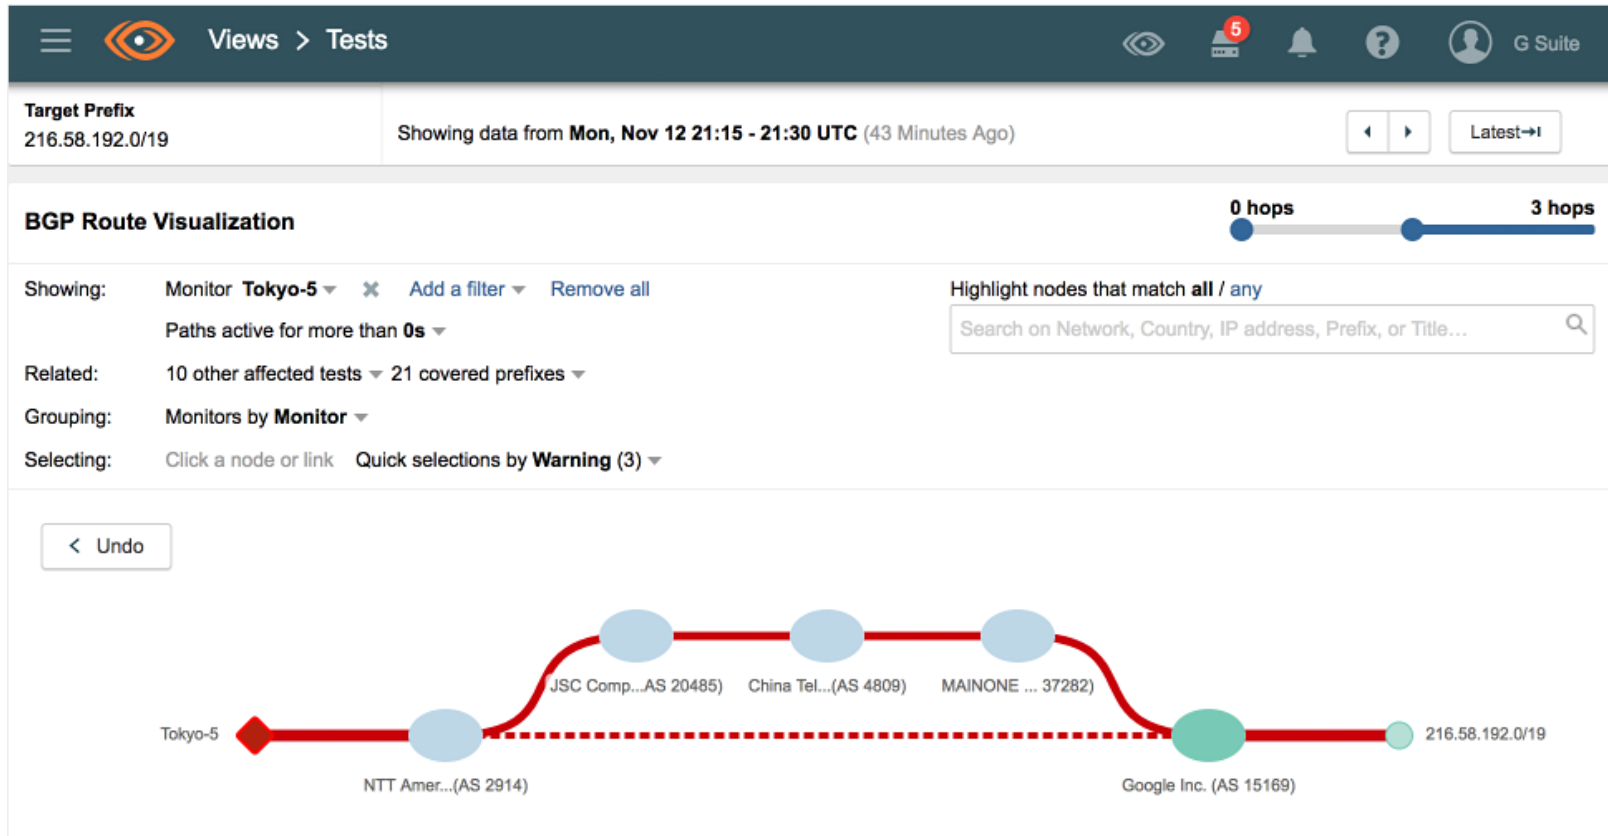 Views > Tests
5
G Suite
Target Prefix
216.58.192.0/19
Showing data from Mon, Nov 12 21:15 - 21:30 UTC (43 Minutes Ago)
Latest
BGP Route Visualization
0 hops
3 hops
Showing: Monitor Tokyo-5 Add a filter Remove all
Paths active for more than 0s
Related: 10 other affected tests 21 covered prefixes
Grouping: Monitors by Monitor
Selecting: Click a node or link Quick selections by Warning (3)
Highlight nodes that match all / any
Search on Network, Country, IP address, Prefix, or Title...
< Undo
JSC Comp...AS 20485)
China Tel...(AS 4809)
MAINONE ... 37282)
Tokyo-5
216.58.192.0/19
NTT Amer...(AS 2914)
Google Inc. (AS 15169)